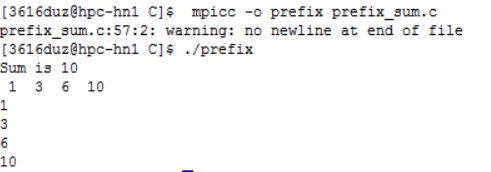 [3616duz@hpc-hn1 C]$  mpicc -o prefix prefix_sum.c
prefix_sum.c:57:2: warning: no newline at end of file
[3616duz@hpc-hn1 C]$ ./prefix
Sum is 10
 1  3  6  10
1
3
6
10